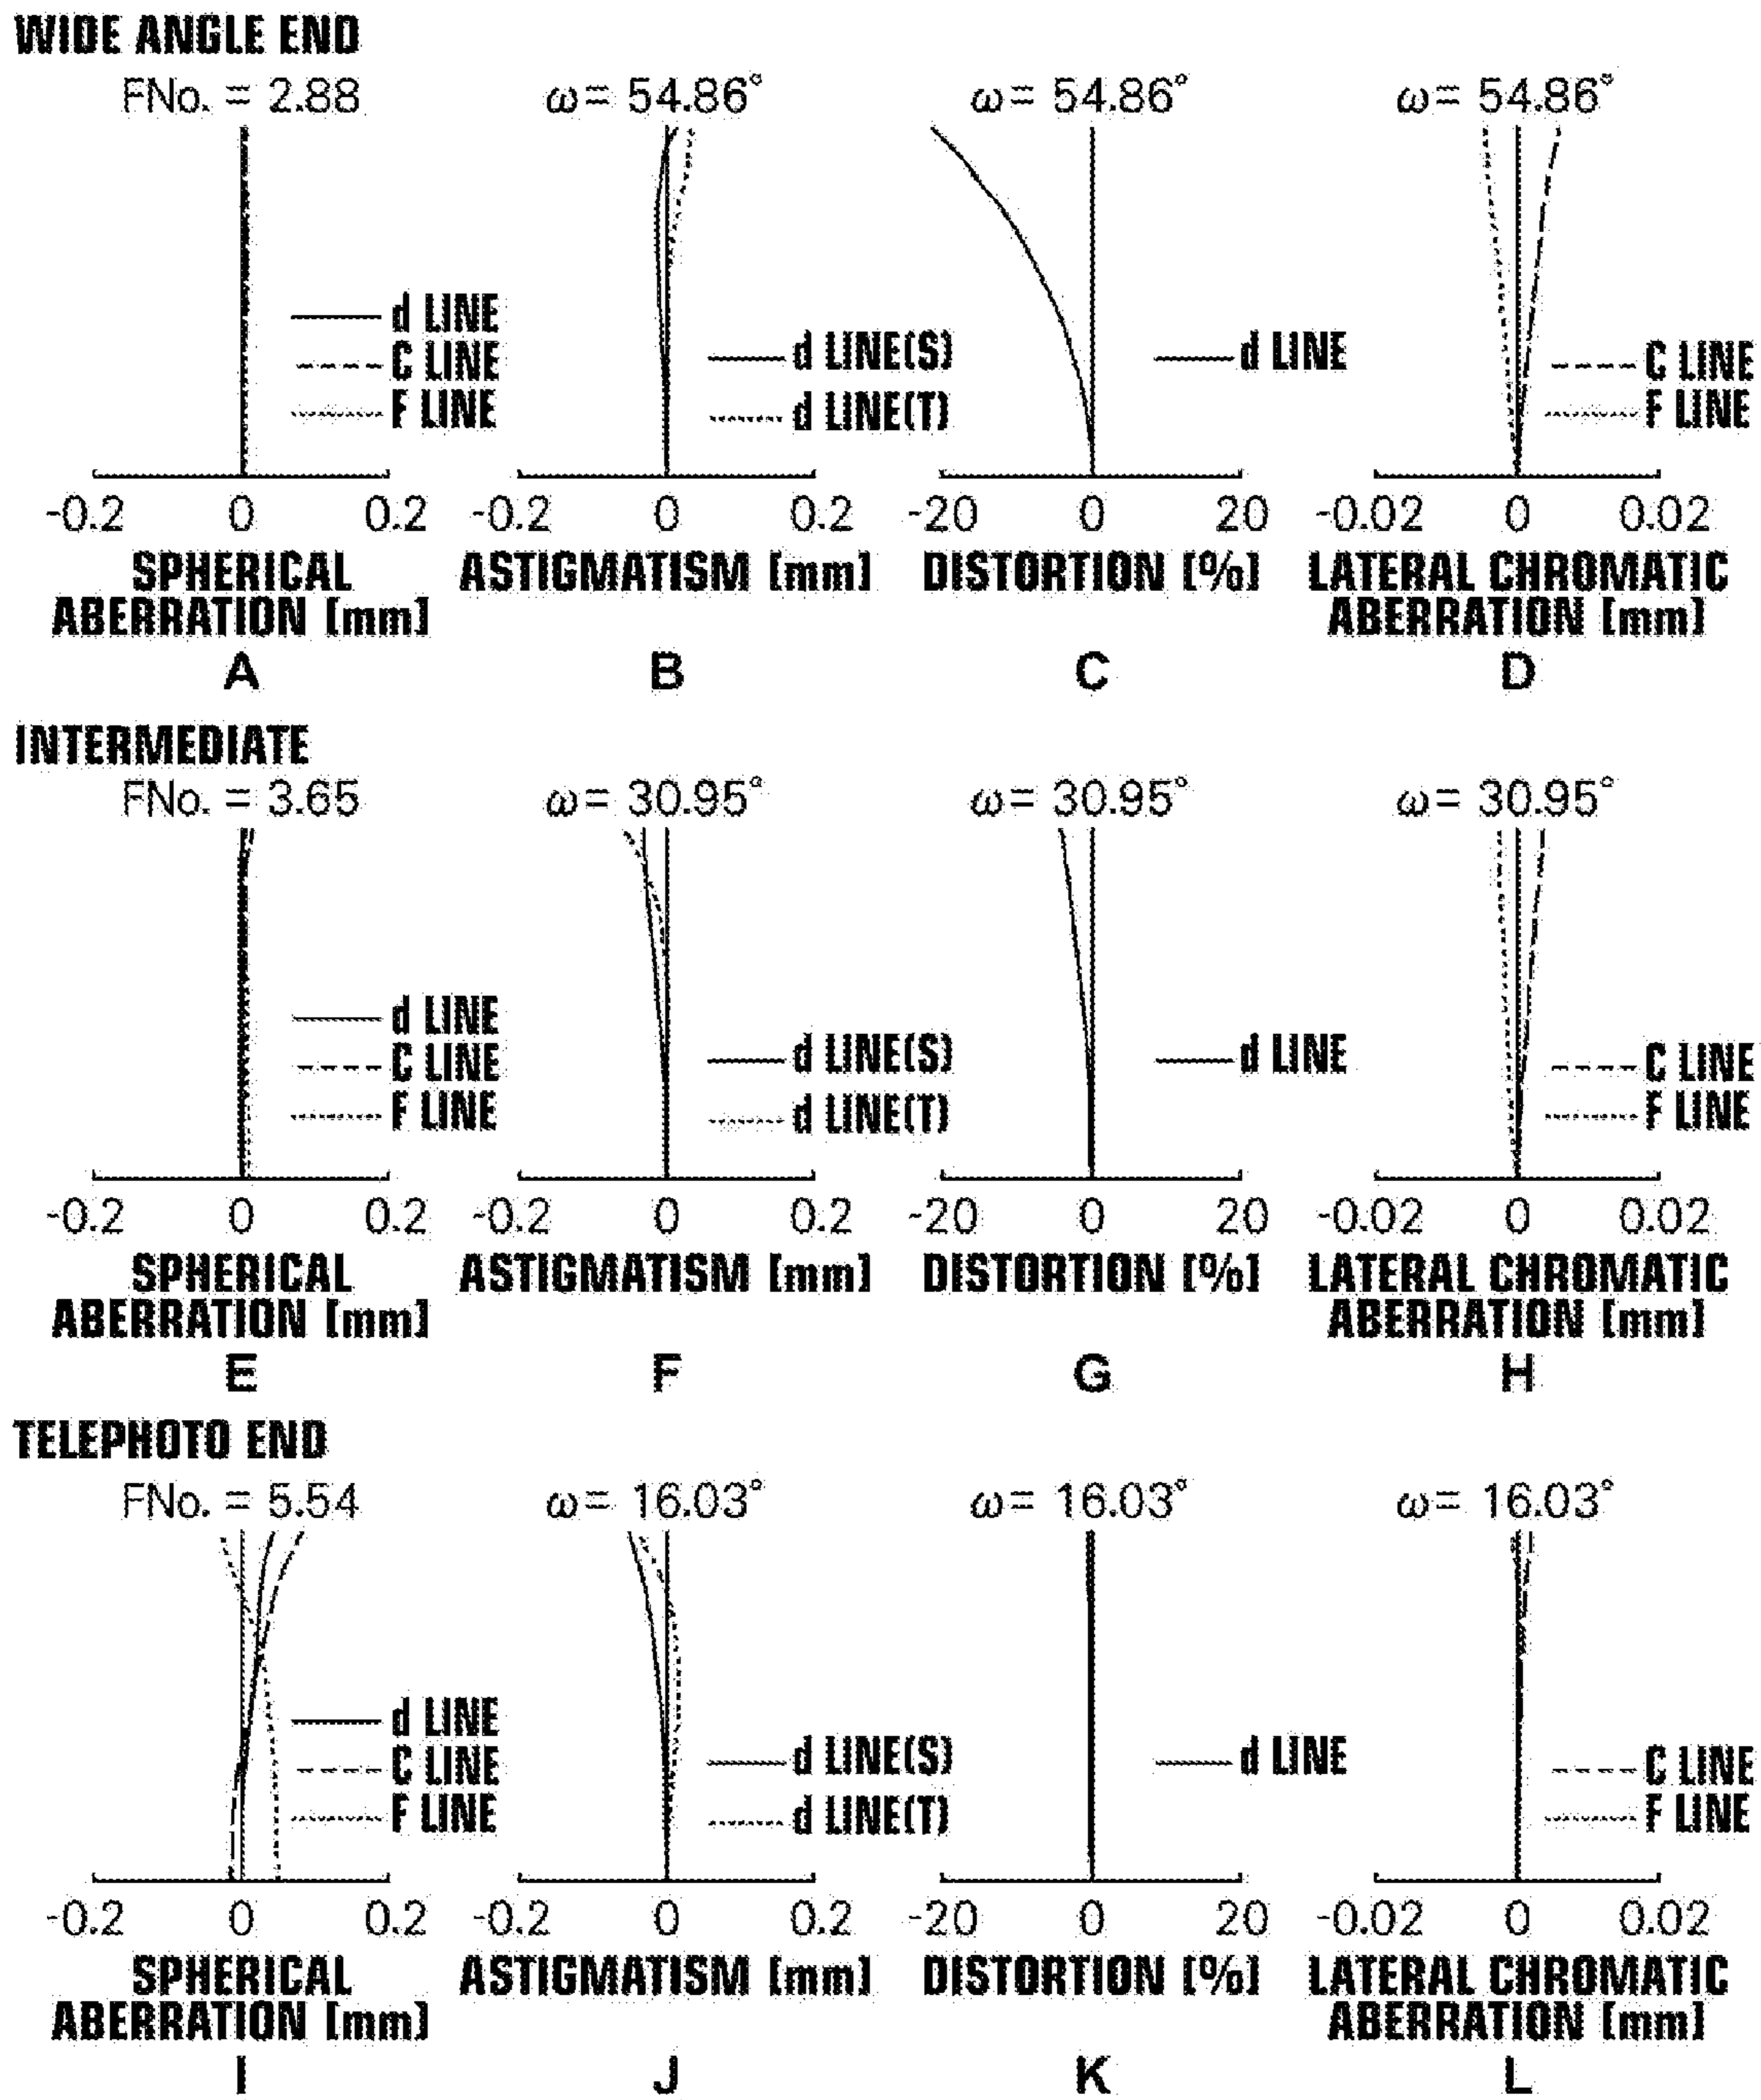 WIDE ANGLE END
FNo. = 2.88
ω= 54.86°
ω= 54.86°
ω= 54.86°
d LINE
C LINE
F LINE
d LINE(S)
d LINE(T)
d LINE
C LINE
F LINE
-0.2 0 0.2
-0.2 0 0.2
-20 0 20
-0.02 0 0.02
SPHERICAL
ABERRATION [mm]
ASTIGMATISM [mm]
DISTORTION [%]
LATERAL CHROMATIC
ABERRATION [mm]
A
B
C
D
INTERMEDIATE
FNo. = 3.65
ω= 30.95°
ω= 30.95°
ω= 30.95°
d LINE
C LINE
F LINE
d LINE(S)
d LINE(T)
d LINE
C LINE
F LINE
-0.2 0 0.2
-0.2 0 0.2
-20 0 20
-0.02 0 0.02
SPHERICAL
ABERRATION [mm]
ASTIGMATISM [mm]
DISTORTION [%]
LATERAL CHROMATIC
ABERRATION [mm]
E
F
G
H
TELEPHOTO END
FNo. = 5.54
ω= 16.03°
ω= 16.03°
ω= 16.03°
d LINE
C LINE
F LINE
d LINE(S)
d LINE(T)
d LINE
C LINE
F LINE
-0.2 0 0.2
-0.2 0 0.2
-20 0 20
-0.02 0 0.02
SPHERICAL
ABERRATION [mm]
ASTIGMATISM [mm]
DISTORTION [%]
LATERAL CHROMATIC
ABERRATION [mm]
I
J
K
L